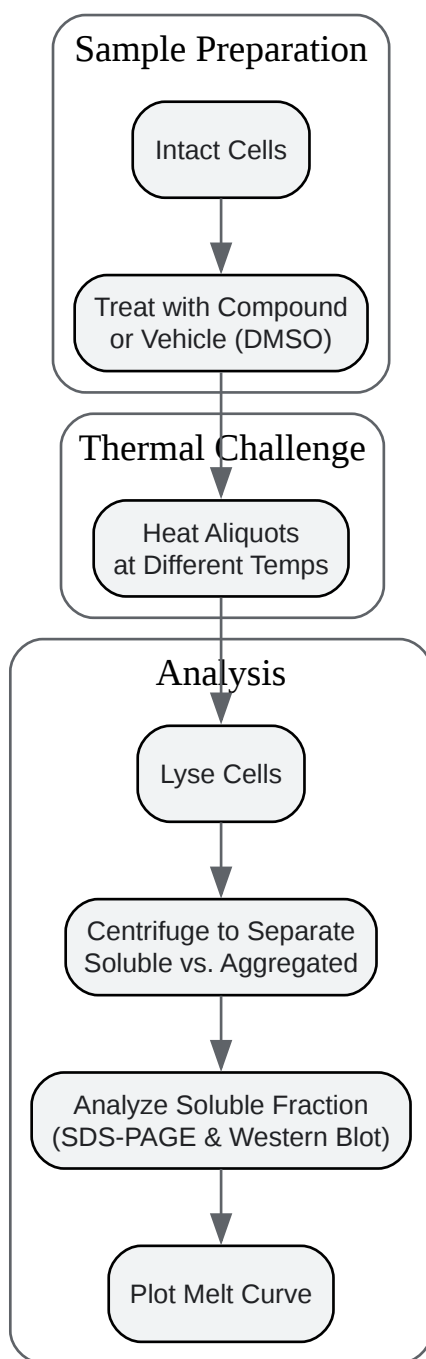 Sample Preparation
Intact Cells
Treat with Compound
or Vehicle (DMSO)
Thermal Challenge
Heat Aliquots
at Different Temps
Analysis
Lyse Cells
Centrifuge to Separate
Soluble vs. Aggregated
Analyze Soluble Fraction
(SDS-PAGE & Western Blot)
Plot Melt Curve